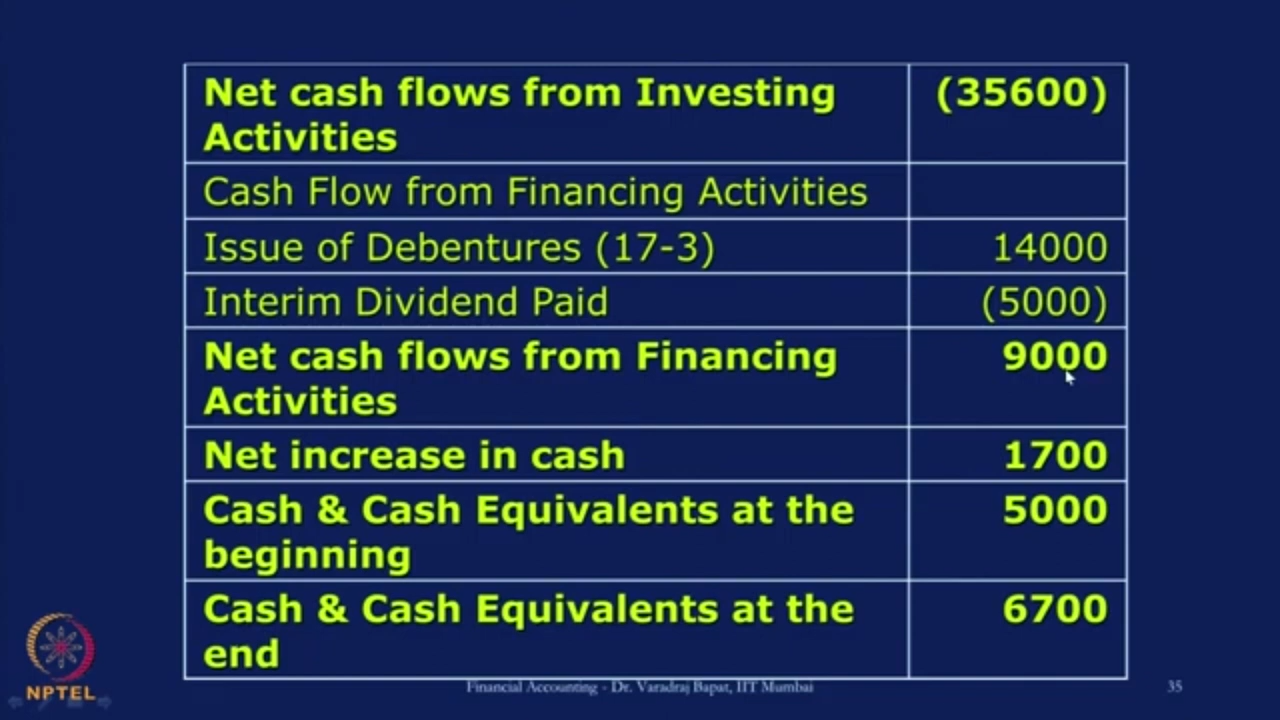 Net cash flows from Investing (35600)
Activities
Cash Flow from Financing Activities
Issue of Debentures (17-3) 14000
Interim Dividend Paid (5000)
Net cash flows from Financing 9000
Activities
Net increase in cash 1700
Cash & Cash Equivalents at the 5000
beginning
Cash & Cash Equivalents at the 6700
end
NPTEL
Financial Accounting - Dr. Varadraj Bapat, IIT Mumbai 35